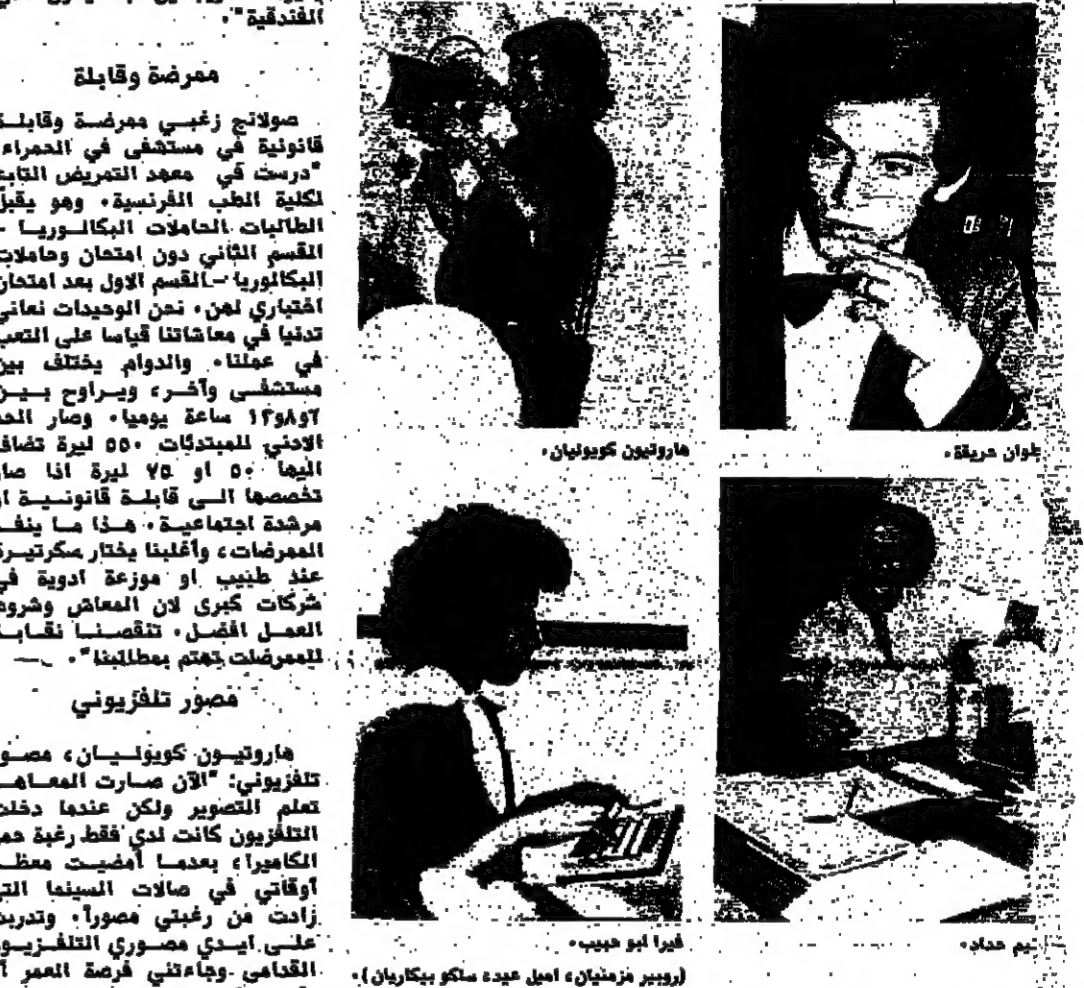 الفندقية".
ممرضة وقابلة
صولانج زغبي ممرضة وقابلة
قانونية في مستشفى في الحمراء
"درست في معهد التمريض التابع
لكلية الطب الفرنسية، وهو يقبل
الطالبات الحاملات البكالوريا -
القسم الثاني دون امتحان وحاملات
البكالوريا - القسم الاول بعد امتحان
اختباري لهن. نحن الوحيدات نعاني
تدنيا في معاشاتنا قياسا على التعب
في عملنا. والدوام يختلف بين
مستشفى وآخر، ويراوح بين
٦و٨و١٢ ساعة يوميا. وصار الحد
الادنى للمبتدئات ٥٥٠ ليرة تضاف
اليها ٥٠ او ٧٥ ليرة اذا صار
تخصصها الى قابلة قانونية او
مرشدة اجتماعية. هذا ما ينفـ
الممرضات، وأغلبنا يختار سكرتيرة
عند طبيب او موزعة ادوية في
شركات كبرى لان المعاش وشروط
العمل افضل. تنقصنا نقابة
للممرضات تهتم بمطالبنا".
مصور تلفزيوني
هاروتيون كويوليان، مصور
تلفزيوني: "الآن صارت المعاهد
تعلم التصوير ولكن عندما دخلت
التلفزيون كانت لدي فقط رغبة حمل
الكاميرا، بعدما أمضيت معظم
أوقاتي في صالات السينما التي
زادت من رغبتي مصوراً. وتدربت
على ايدي مصوري التلفزيون
القدامى وجاءتني فرصة العمر أ
هاروتيون كويوليان.
حريقة.
فيرا ابو حبيب.
حداد.
(روبير مزمنيان، اميل عيد، ساكو بيكاريان).